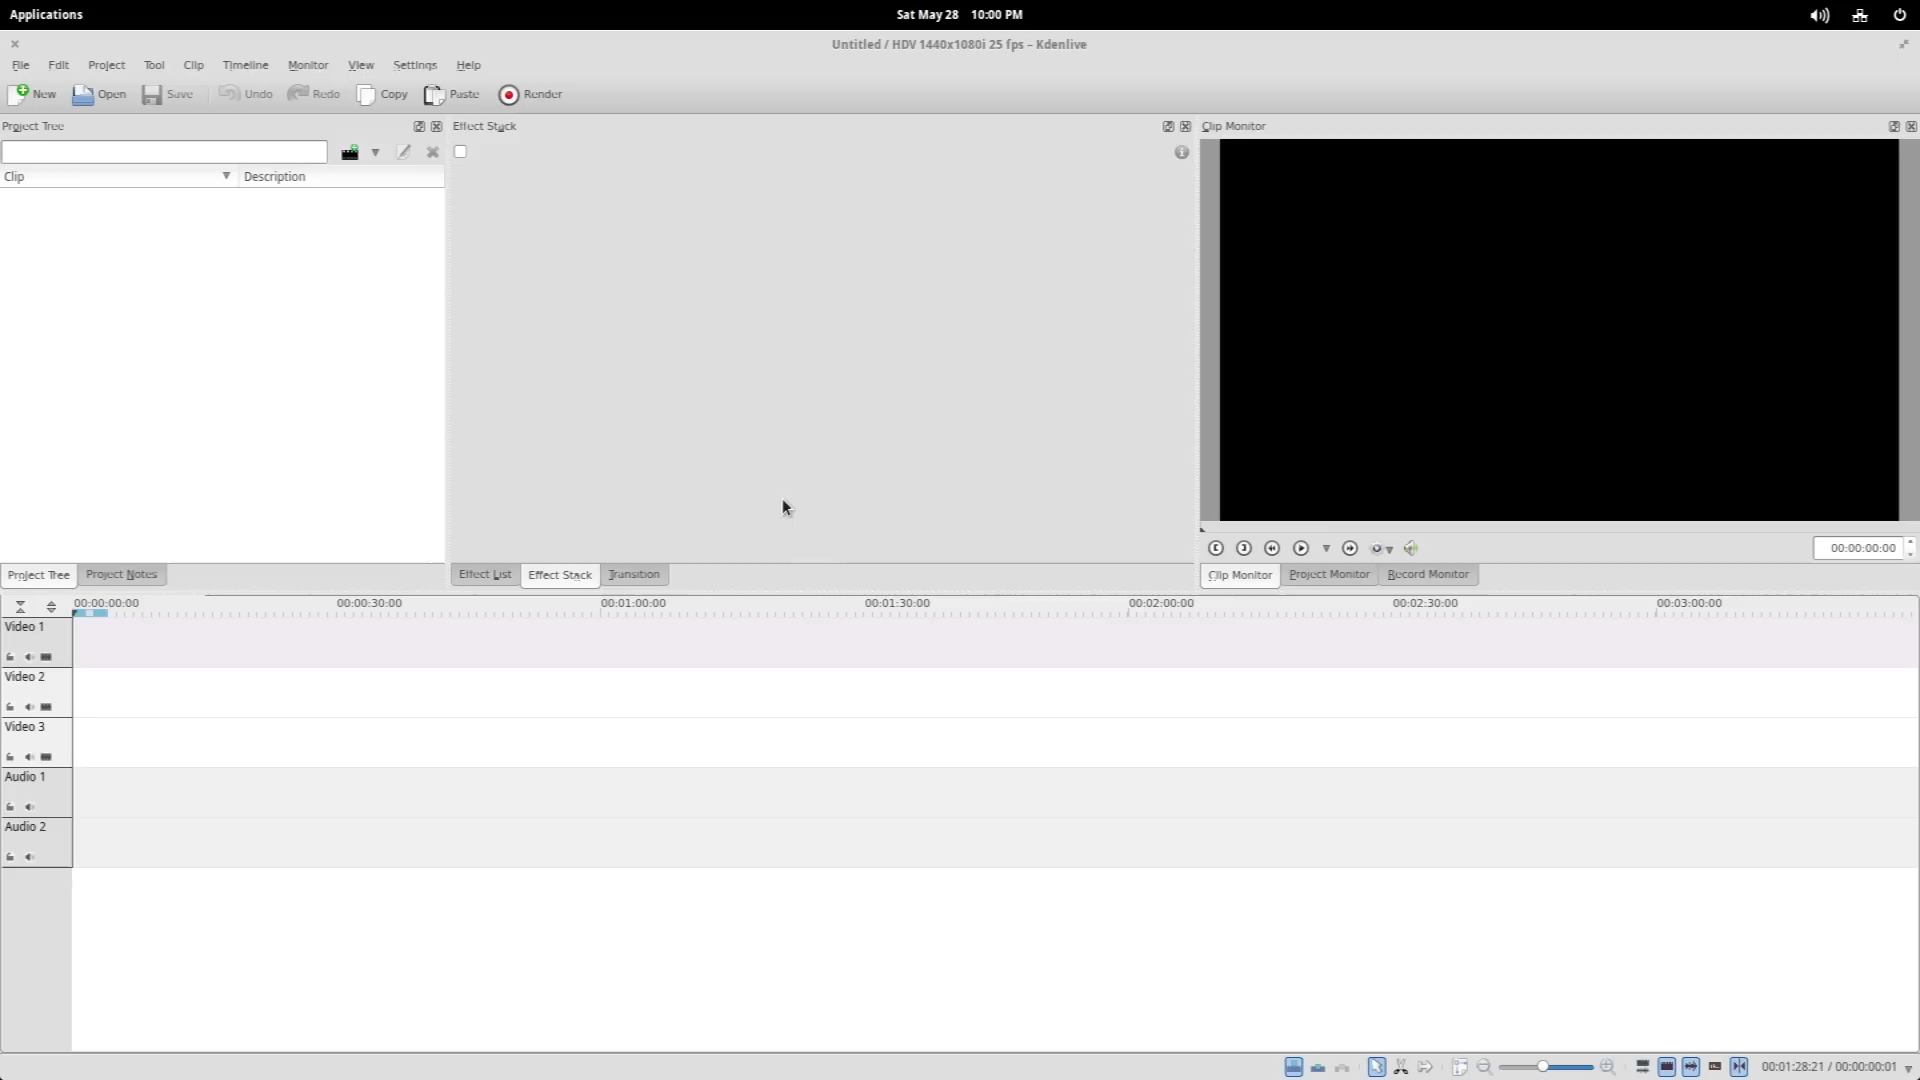 Applications
Sat May 28 10:00 PM
Untitled / HDV 1440x1080i 25 fps – Kdenlive
File Edit Project Tool Clip Timeline Monitor View Settings Help
New Open Save Undo Redo Copy Paste Render
Project Tree
Effect Stack
Clip Monitor
Clip Description
00:00:00:00
Project Tree Project Notes
Effect List Effect Stack Transition
Clip Monitor Project Monitor Record Monitor
00:00:00:00 00:00:30:00 00:01:00:00 00:01:30:00 00:02:00:00 00:02:30:00 00:03:00:00
Video 1
Video 2
Video 3
Audio 1
Audio 2
00:01:28:21 / 00:00:00:01